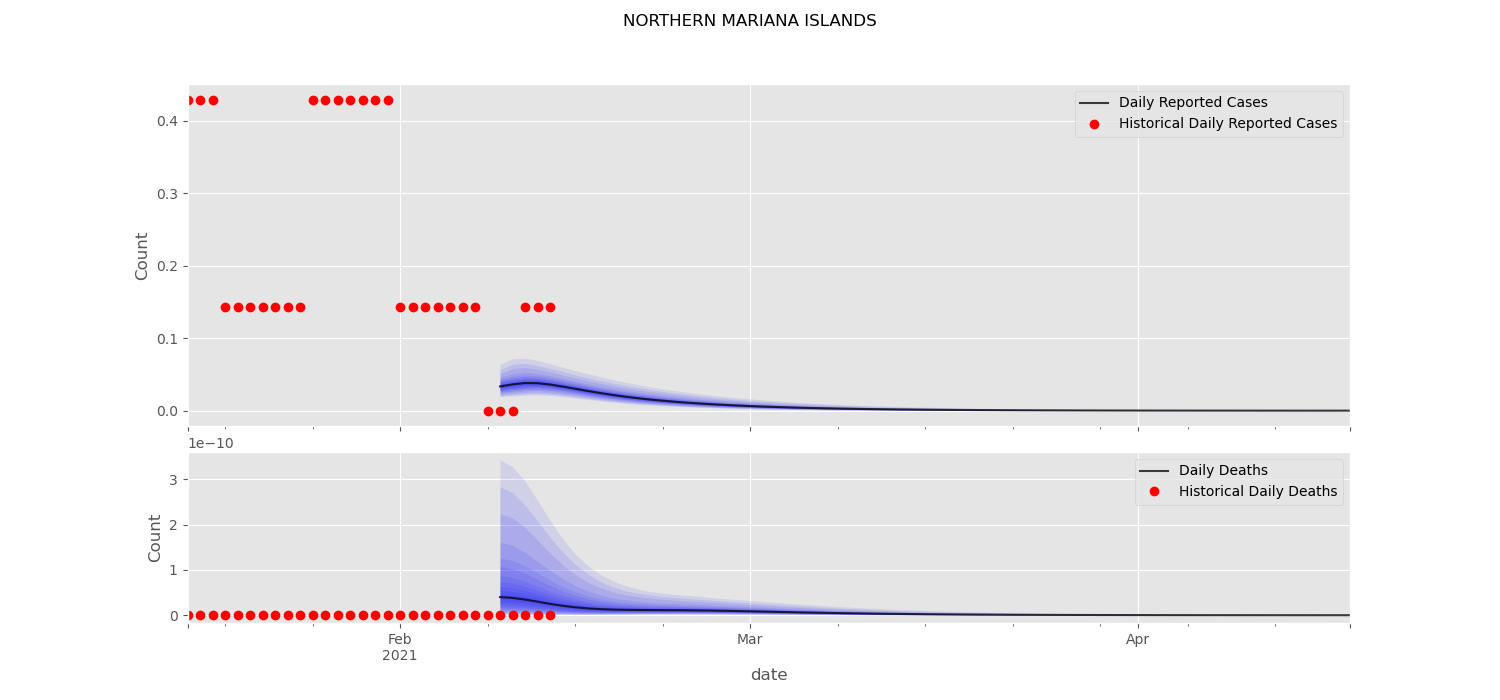 NORTHERN MARIANA ISLANDS
Daily Reported Cases
Historical Daily Reported Cases
0.4
0.3
0.2
0.1
0.0
Count
1e−10
Daily Deaths
Historical Daily Deaths
3
2
1
0
Count
Feb
2021
Mar
Apr
date